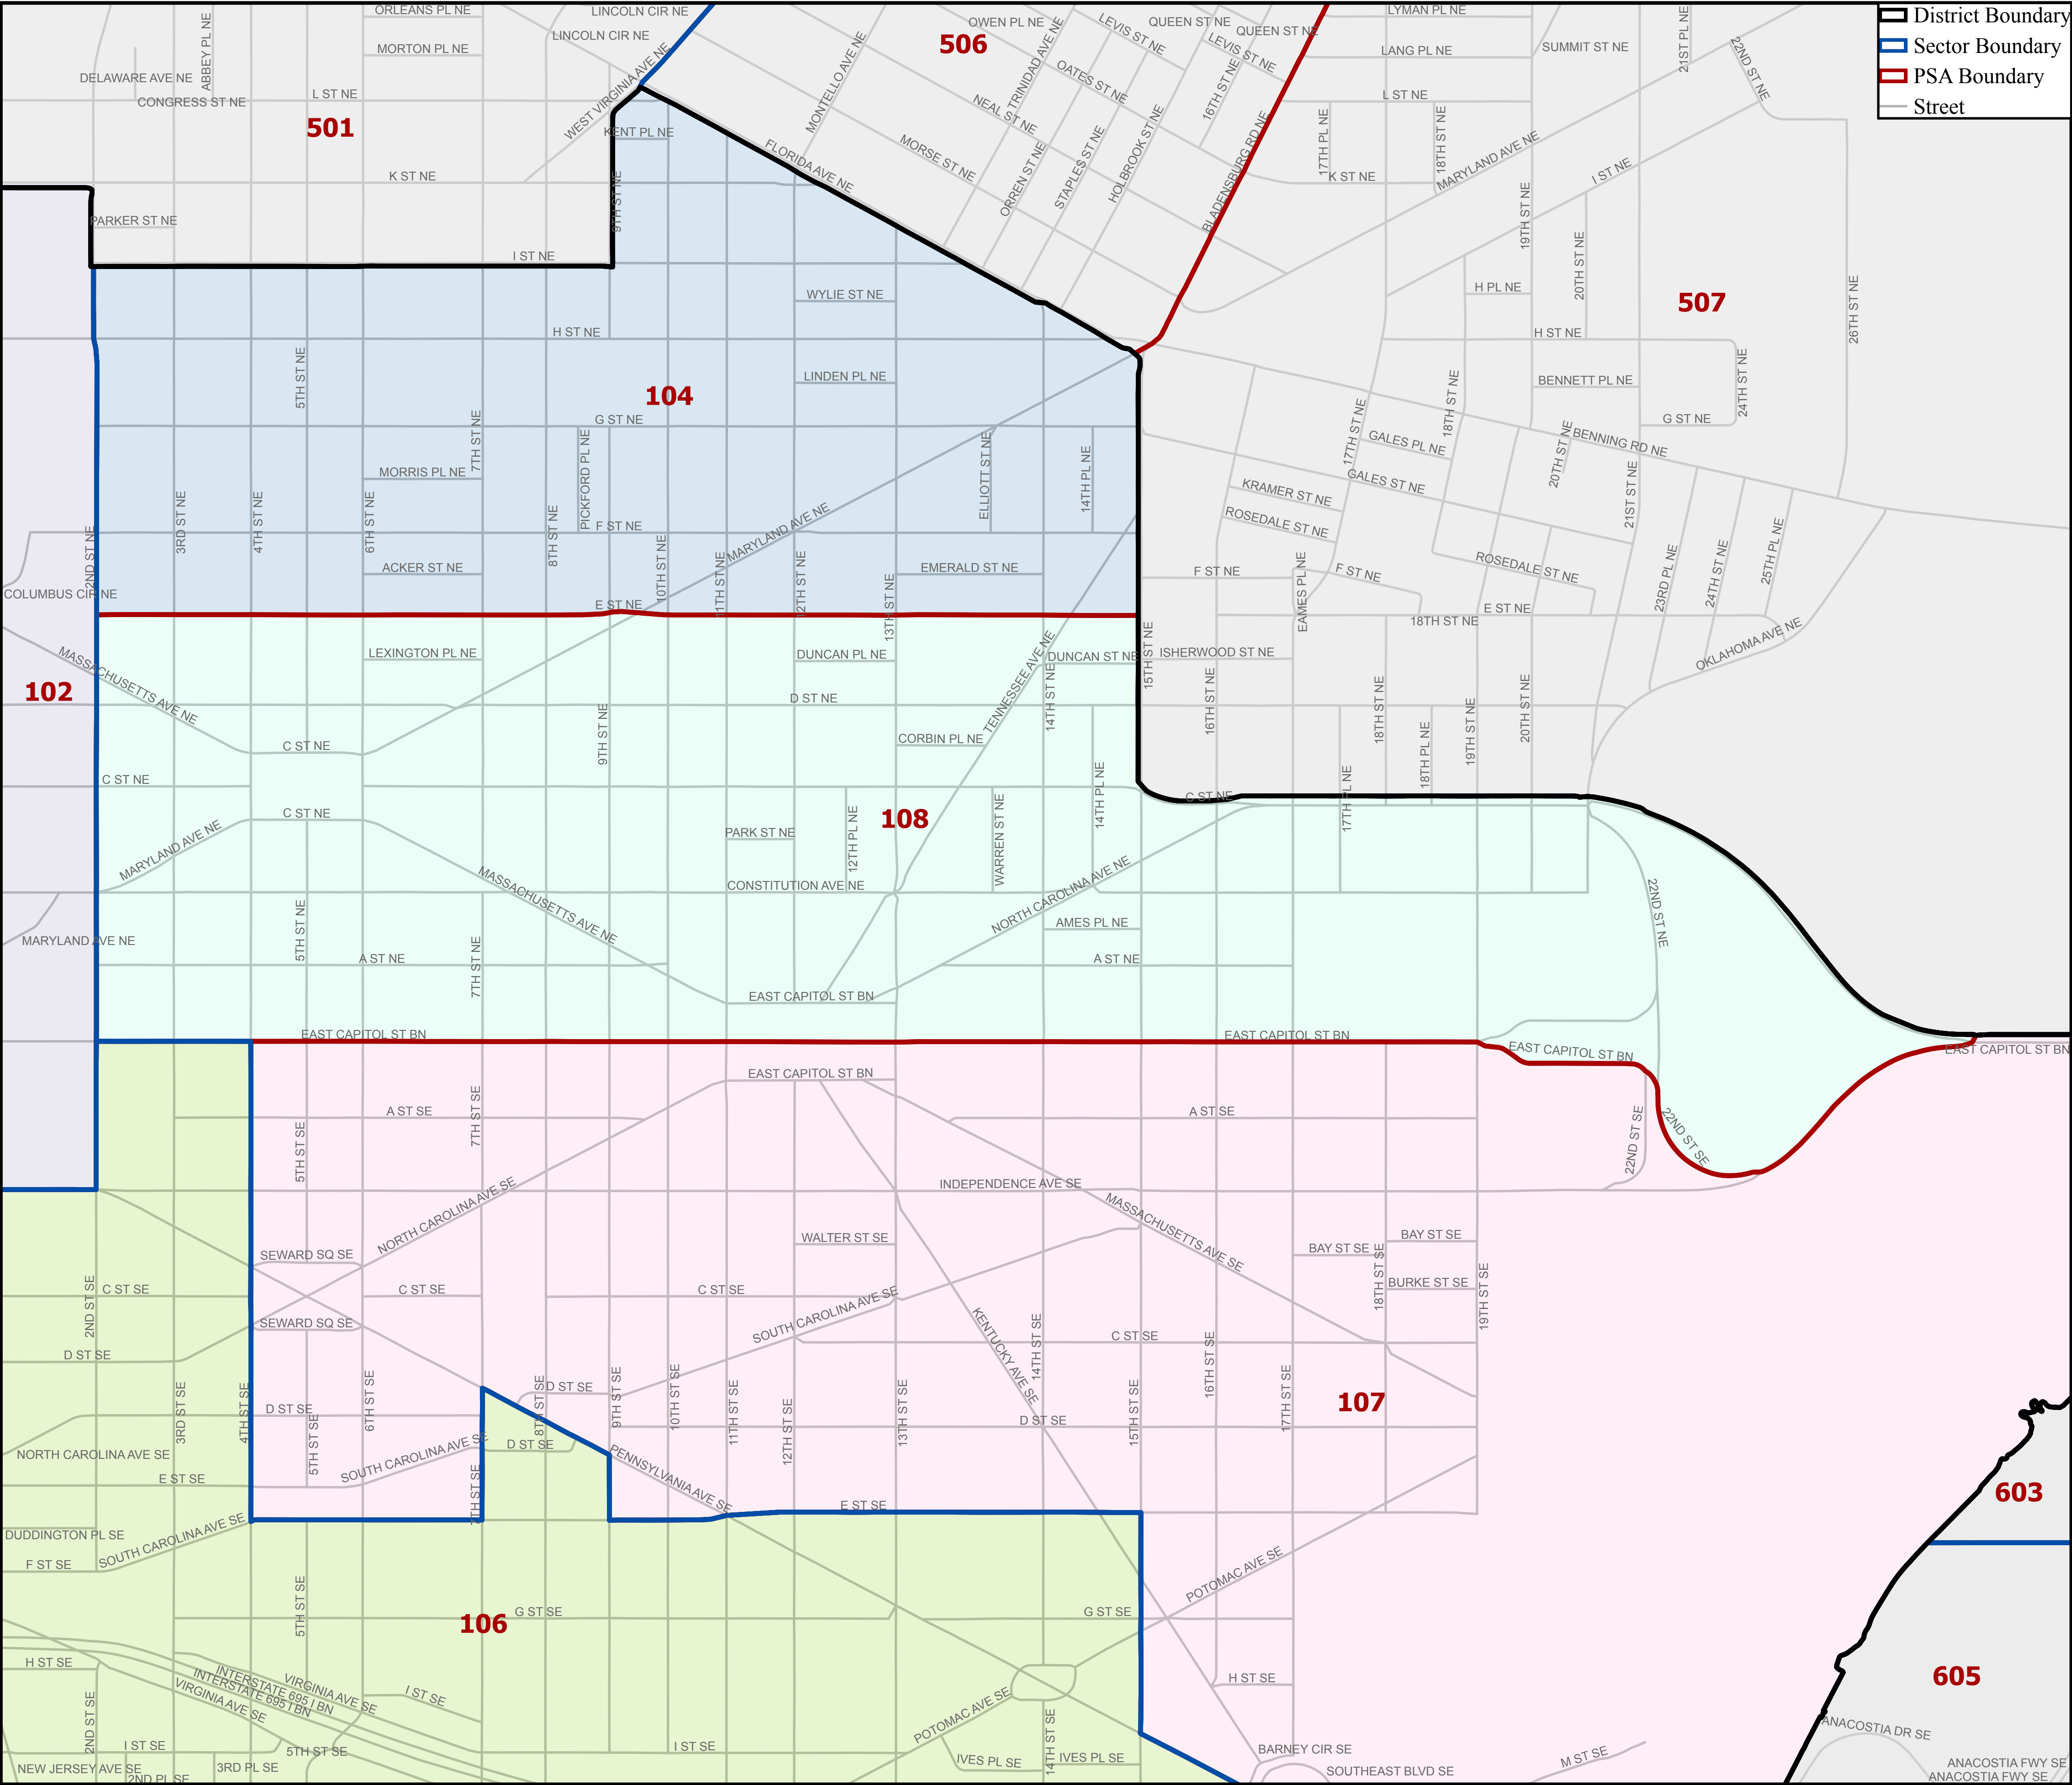 ORLEANS PL NE
LINCOLN CIR NE
OWEN PL NE
LEVIS ST NE
QUEEN ST NE
QUEEN ST NE
LYMAN PL NE
21ST PL NE
District Boundary
Sector Boundary
PSA Boundary
Street
ABBEY PL NE
MORTON PL NE
LINCOLN CIR NE
506
TRINIDAD AVE NE
LEVIS ST NE
LANG PL NE
SUMMIT ST NE
22ND ST NE
DELAWARE AVE NE
CONGRESS ST NE
L ST NE
WEST VIRGINIA AVE NE
MONTELLO AVE NE
OATES ST NE
16TH ST NE
L ST NE
501
KENT PL NE
NEAL ST NE
HOLBROOK ST NE
STAPLES ST NE
ORREN ST NE
MORSE ST NE
FLORIDA AVE NE
BLADENSBURG RD NE
17TH PL NE
18TH ST NE
MARYLAND AVE NE
I ST NE
K ST NE
K ST NE
9TH ST NE
19TH ST NE
20TH ST NE
PARKER ST NE
I ST NE
WYLIE ST NE
H PL NE
507
26TH ST NE
H ST NE
H ST NE
5TH ST NE
LINDEN PL NE
BENNETT PL NE
24TH ST NE
104
G ST NE
18TH ST NE
17TH ST NE
G ST NE
7TH ST NE
PICKFORD PL NE
ELLIOTT ST NE
14TH PL NE
GALES PL NE
20TH ST NE
BENNING RD NE
MORRIS PL NE
GALES ST NE
21ST ST NE
KRAMER ST NE
ROSEDALE ST NE
3RD ST NE
4TH ST NE
6TH ST NE
8TH ST NE
F ST NE
MARYLAND AVE NE
2ND ST NE
10TH ST NE
11TH ST NE
12TH ST NE
13TH ST NE
ACKER ST NE
EMERALD ST NE
F ST NE
EAMES PL NE
F ST NE
ROSEDALE ST NE
23RD PL NE
24TH ST NE
25TH PL NE
COLUMBUS CIR NE
E ST NE
E ST NE
18TH ST NE
OKLAHOMA AVE NE
MASSACHUSETTS AVE NE
LEXINGTON PL NE
DUNCAN PL NE
TENNESSEE AVE NE
DUNCAN ST NE
15TH ST NE
ISHERWOOD ST NE
102
D ST NE
14TH ST NE
16TH ST NE
18TH ST NE
19TH ST NE
20TH ST NE
C ST NE
9TH ST NE
CORBIN PL NE
18TH PL NE
C ST NE
14TH PL NE
17TH PL NE
C ST NE
C ST NE
108
MARYLAND AVE NE
PARK ST NE
12TH PL NE
WARREN ST NE
MASSACHUSETTS AVE NE
CONSTITUTION AVE NE
NORTH CAROLINA AVE NE
22ND ST NE
5TH ST NE
AMES PL NE
MARYLAND AVE NE
7TH ST NE
A ST NE
A ST NE
EAST CAPITOL ST BN
EAST CAPITOL ST BN
EAST CAPITOL ST BN
EAST CAPITOL ST BN
EAST CAPITOL ST BN
EAST CAPITOL ST BN
A ST SE
7TH ST SE
A ST SE
5TH ST SE
22ND ST SE
22ND ST SE
NORTH CAROLINA AVE SE
INDEPENDENCE AVE SE
MASSACHUSETTS AVE SE
SEWARD SQ SE
WALTER ST SE
BAY ST SE
BAY ST SE
18TH ST SE
BURKE ST SE
19TH ST SE
2ND ST SE
C ST SE
C ST SE
C ST SE
SOUTH CAROLINA AVE SE
KENTUCKY AVE SE
SEWARD SQ SE
14TH ST SE
C ST SE
16TH ST SE
D ST SE
3RD ST SE
4TH ST SE
D ST SE
6TH ST SE
8TH ST SE
D ST SE
9TH ST SE
10TH ST SE
11TH ST SE
12TH ST SE
13TH ST SE
D ST SE
15TH ST SE
17TH ST SE
107
5TH ST SE
NORTH CAROLINA AVE SE
SOUTH CAROLINA AVE SE
D ST SE
PENNSYLVANIA AVE SE
E ST SE
7TH ST SE
E ST SE
603
DUDDINGTON PL SE
SOUTH CAROLINA AVE SE
F ST SE
POTOMAC AVE SE
5TH ST SE
106
G ST SE
G ST SE
H ST SE
INTERSTATE 695 I BN
INTERSTATE 695 I BN
VIRGINIA AVE SE
VIRGINIA AVE SE
I ST SE
H ST SE
605
2ND ST SE
POTOMAC AVE SE
14TH ST SE
ANACOSTIA DR SE
I ST SE
5TH ST SE
I ST SE
IVES PL SE
IVES PL SE
BARNEY CIR SE
M ST SE
NEW JERSEY AVE SE
2ND PL SE
3RD PL SE
SOUTHEAST BLVD SE
ANACOSTIA FWY SE
ANACOSTIA FWY SE